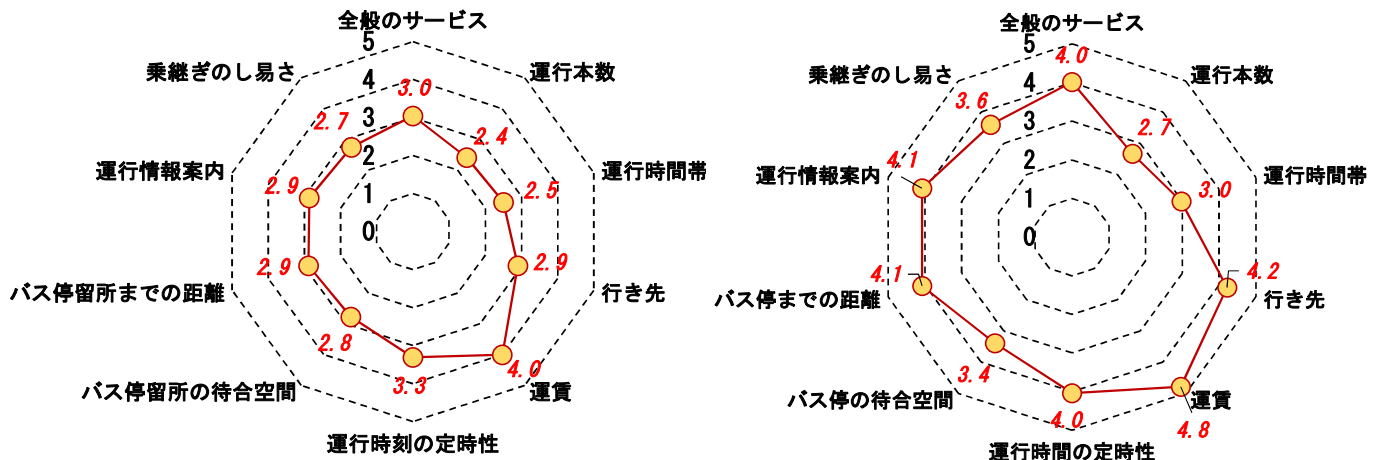 全般のサービス
5
乗継ぎのし易さ
運行本数
4
3.0
3
2.7
2.4
運行情報案内
2
運行時間帯
2.9
2.5
1
0
2.9
2.9
バス停留所までの距離
行き先
2.8
3.3
4.0
バス停留所の待合空間
運賃
運行時刻の定時性
全般のサービス
5
4.0
乗継ぎのし易さ
運行本数
4
3.6
3
2.7
4.1
運行情報案内
2
運行時間帯
3.0
1
0
4.1
4.2
バス停までの距離
行き先
3.4
バス停の待合空間
運賃
4.0
4.8
運行時間の定時性